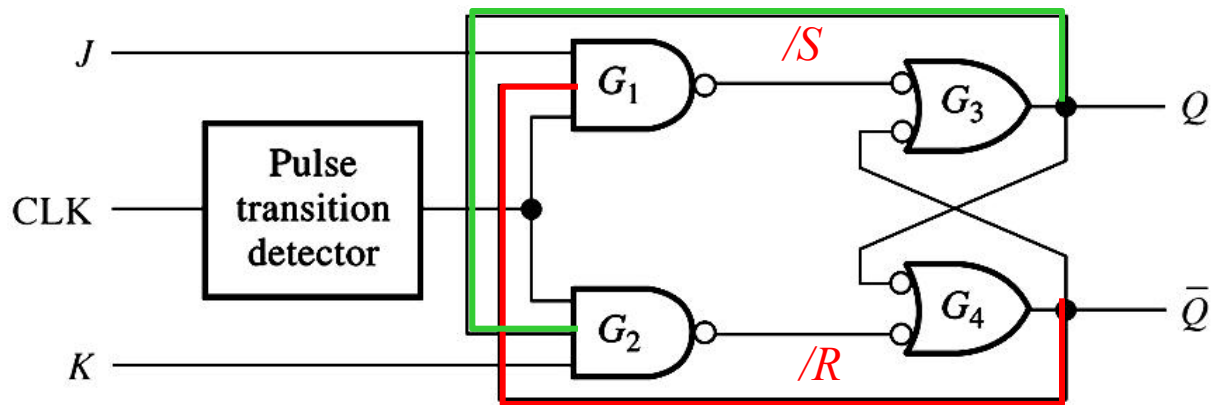 /S
J
G₁
G₃
Q
Pulse
transition
detector
CLK
G₂
G₄
Q̅
K
/R